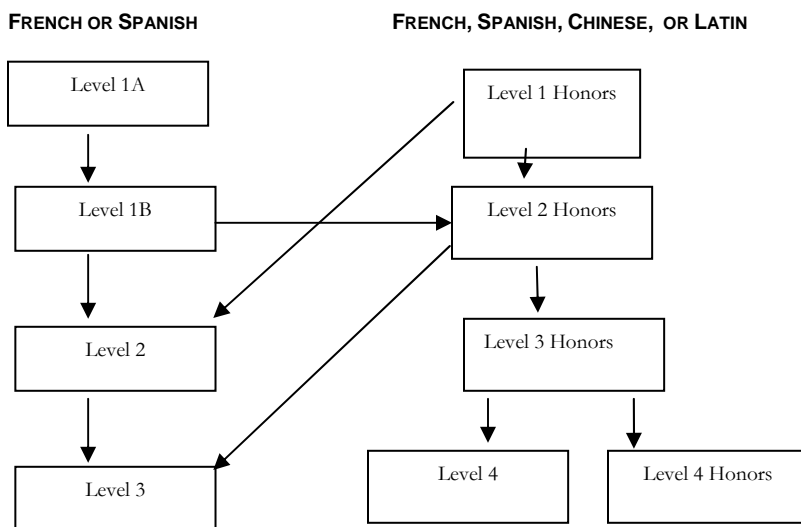 FRENCH OR SPANISH
FRENCH, SPANISH, CHINESE, OR LATIN
Level 1A
Level 1 Honors
Level 1B
Level 2 Honors
Level 2
Level 3 Honors
Level 3
Level 4
Level 4 Honors